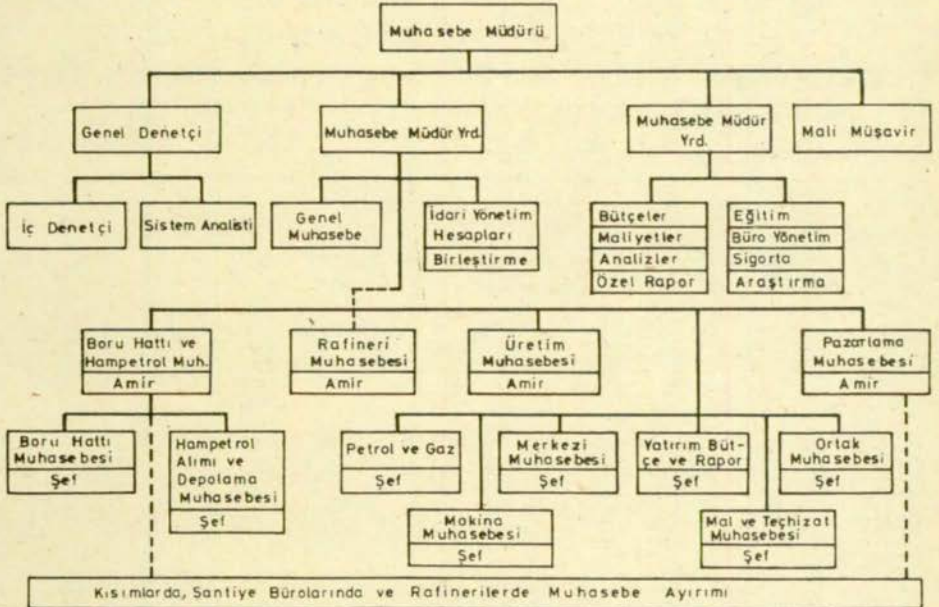 Muhasebe Müdürü
Genel Denetçi
Muhasebe Müdür Yrd.
Muhasebe Müdür
Yrd.
Mali Müşavir
İç Denetçi
Sistem Analisti
Genel
Muhasebe
İdari Yönetim
Hesapları
Birleştirme
Bütçeler
Maliyetler
Analizler
Özel Rapor
Eğitim
Büro Yönetim
Sigorta
Araştırma
Boru Hattı ve
Hampetrol Muh.
Amir
Rafineri
Muhasebesi
Amir
Üretim
Muhasebesi
Amir
Pazarlama
Muhasebesi
Amir
Boru Hattı
Muhasebesi
Şef
Hampetrol
Alımı ve
Depolama
Muhasebesi
Şef
Petrol ve Gaz
Şef
Merkezi
Muhasebesi
Şef
Yatırım Büt-
çe ve Rapor
Şef
Ortak
Muhasebesi
Şef
Makina
Muhasebesi
Şef
Mal ve Teçhizat
Muhasebesi
Şef
Kısımlarda, Şantiye Bürolarında ve Rafinerilerde Muhasebe Ayırımı